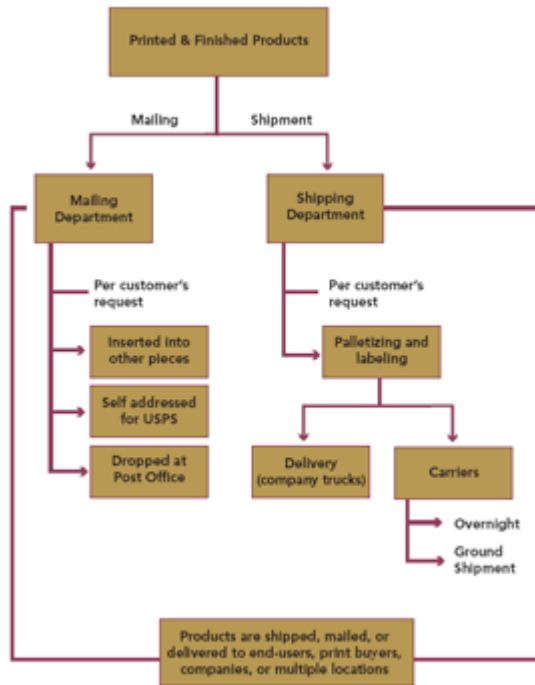 Printed & Finished Products
Mailing
Shipment
Mailing
Department
Shipping
Department
Per customer's
request
Per customer's
request
Inserted into
other pieces
Palletizing and
labeling
Self addressed
for USPS
Dropped at
Post Office
Delivery
(company trucks)
Carriers
Overnight
Ground
Shipment
Products are shipped, mailed, or
delivered to end-users, print buyers,
companies, or multiple locations